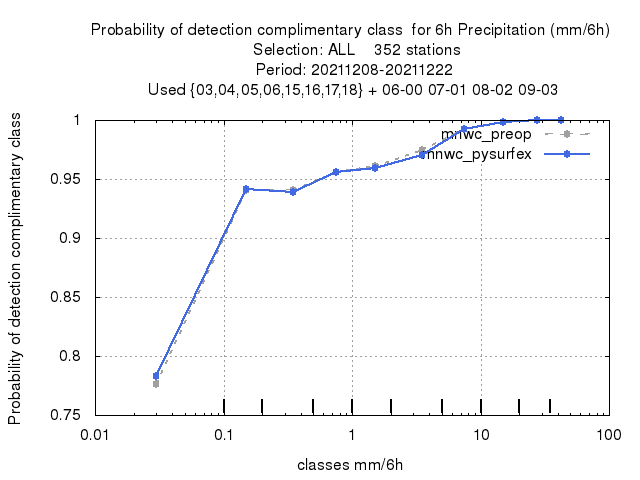 Probability of detection complimentary class  for 6h Precipitation (mm/6h)
Selection: ALL    352 stations
Period: 20211208-20211222
Used {03,04,05,06,15,16,17,18} + 06-00 07-01 08-02 09-03
Probability of detection complimentary class
1
0.95
0.9
0.85
0.8
0.75
mnwc_preop
mnwc_pysurfex
0.01
0.1
1
10
100
classes mm/6h